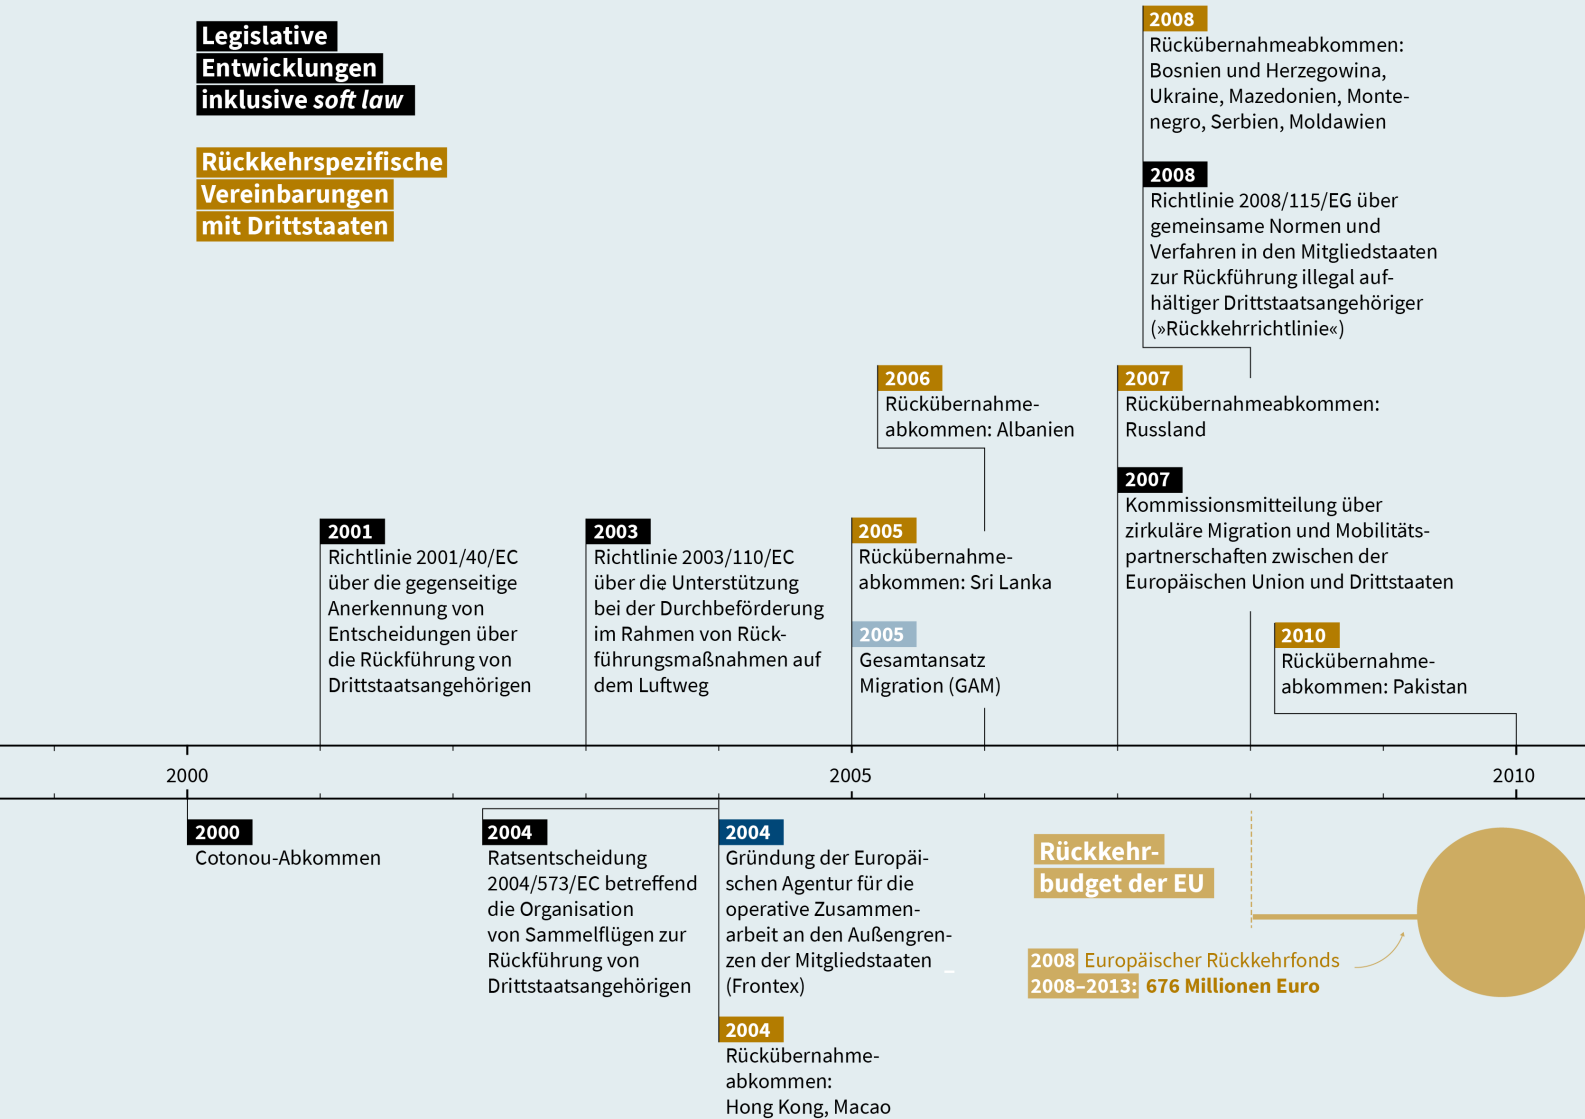 Legislative
Entwicklungen
inklusive soft law
Rückkehrspezifische
Vereinbarungen
mit Drittstaaten
2008
Rückübernahmeabkommen:
Bosnien und Herzegowina,
Ukraine, Mazedonien, Monte-
negro, Serbien, Moldawien
2008
Richtlinie 2008/115/EG über
gemeinsame Normen und
Verfahren in den Mitgliedstaaten
zur Rückführung illegal auf-
hältiger Drittstaatsangehöriger
(»Rückkehrrichtlinie«)
2006
Rückübernahme-
abkommen: Albanien
2007
Rückübernahmeabkommen:
Russland
2007
Kommissionsmitteilung über
zirkuläre Migration und Mobilitäts-
partnerschaften zwischen der
Europäischen Union und Drittstaaten
2001
Richtlinie 2001/40/EC
über die gegenseitige
Anerkennung von
Entscheidungen über
die Rückführung von
Drittstaatsangehörigen
2003
Richtlinie 2003/110/EC
über die Unterstützung
bei der Durchbeförderung
im Rahmen von Rück-
führungsmaßnahmen auf
dem Luftweg
2005
Rückübernahme-
abkommen: Sri Lanka
2005
Gesamtansatz
Migration (GAM)
2010
Rückübernahme-
abkommen: Pakistan
2000
2005
2010
2000
Cotonou-Abkommen
2004
Ratsentscheidung
2004/573/EC betreffend
die Organisation
von Sammelflügen zur
Rückführung von
Drittstaatsangehörigen
2004
Gründung der Europäi-
schen Agentur für die
operative Zusammen-
arbeit an den Außengren-
zen der Mitgliedstaaten
(Frontex)
2004
Rückübernahme-
abkommen:
Hong Kong, Macao
Rückkehr-
budget der EU
2008 Europäischer Rückkehrfonds
2008–2013: 676 Millionen Euro